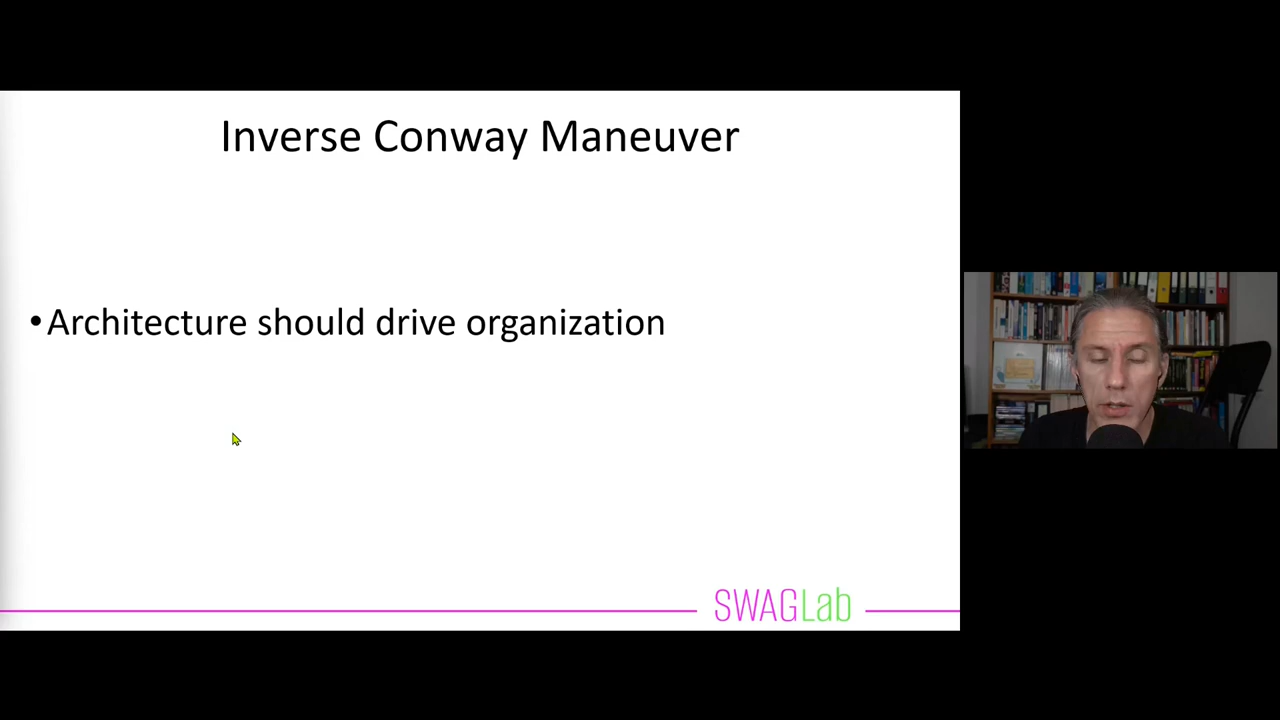 Inverse Conway Maneuver
•Architecture should drive organization
SWAGLab